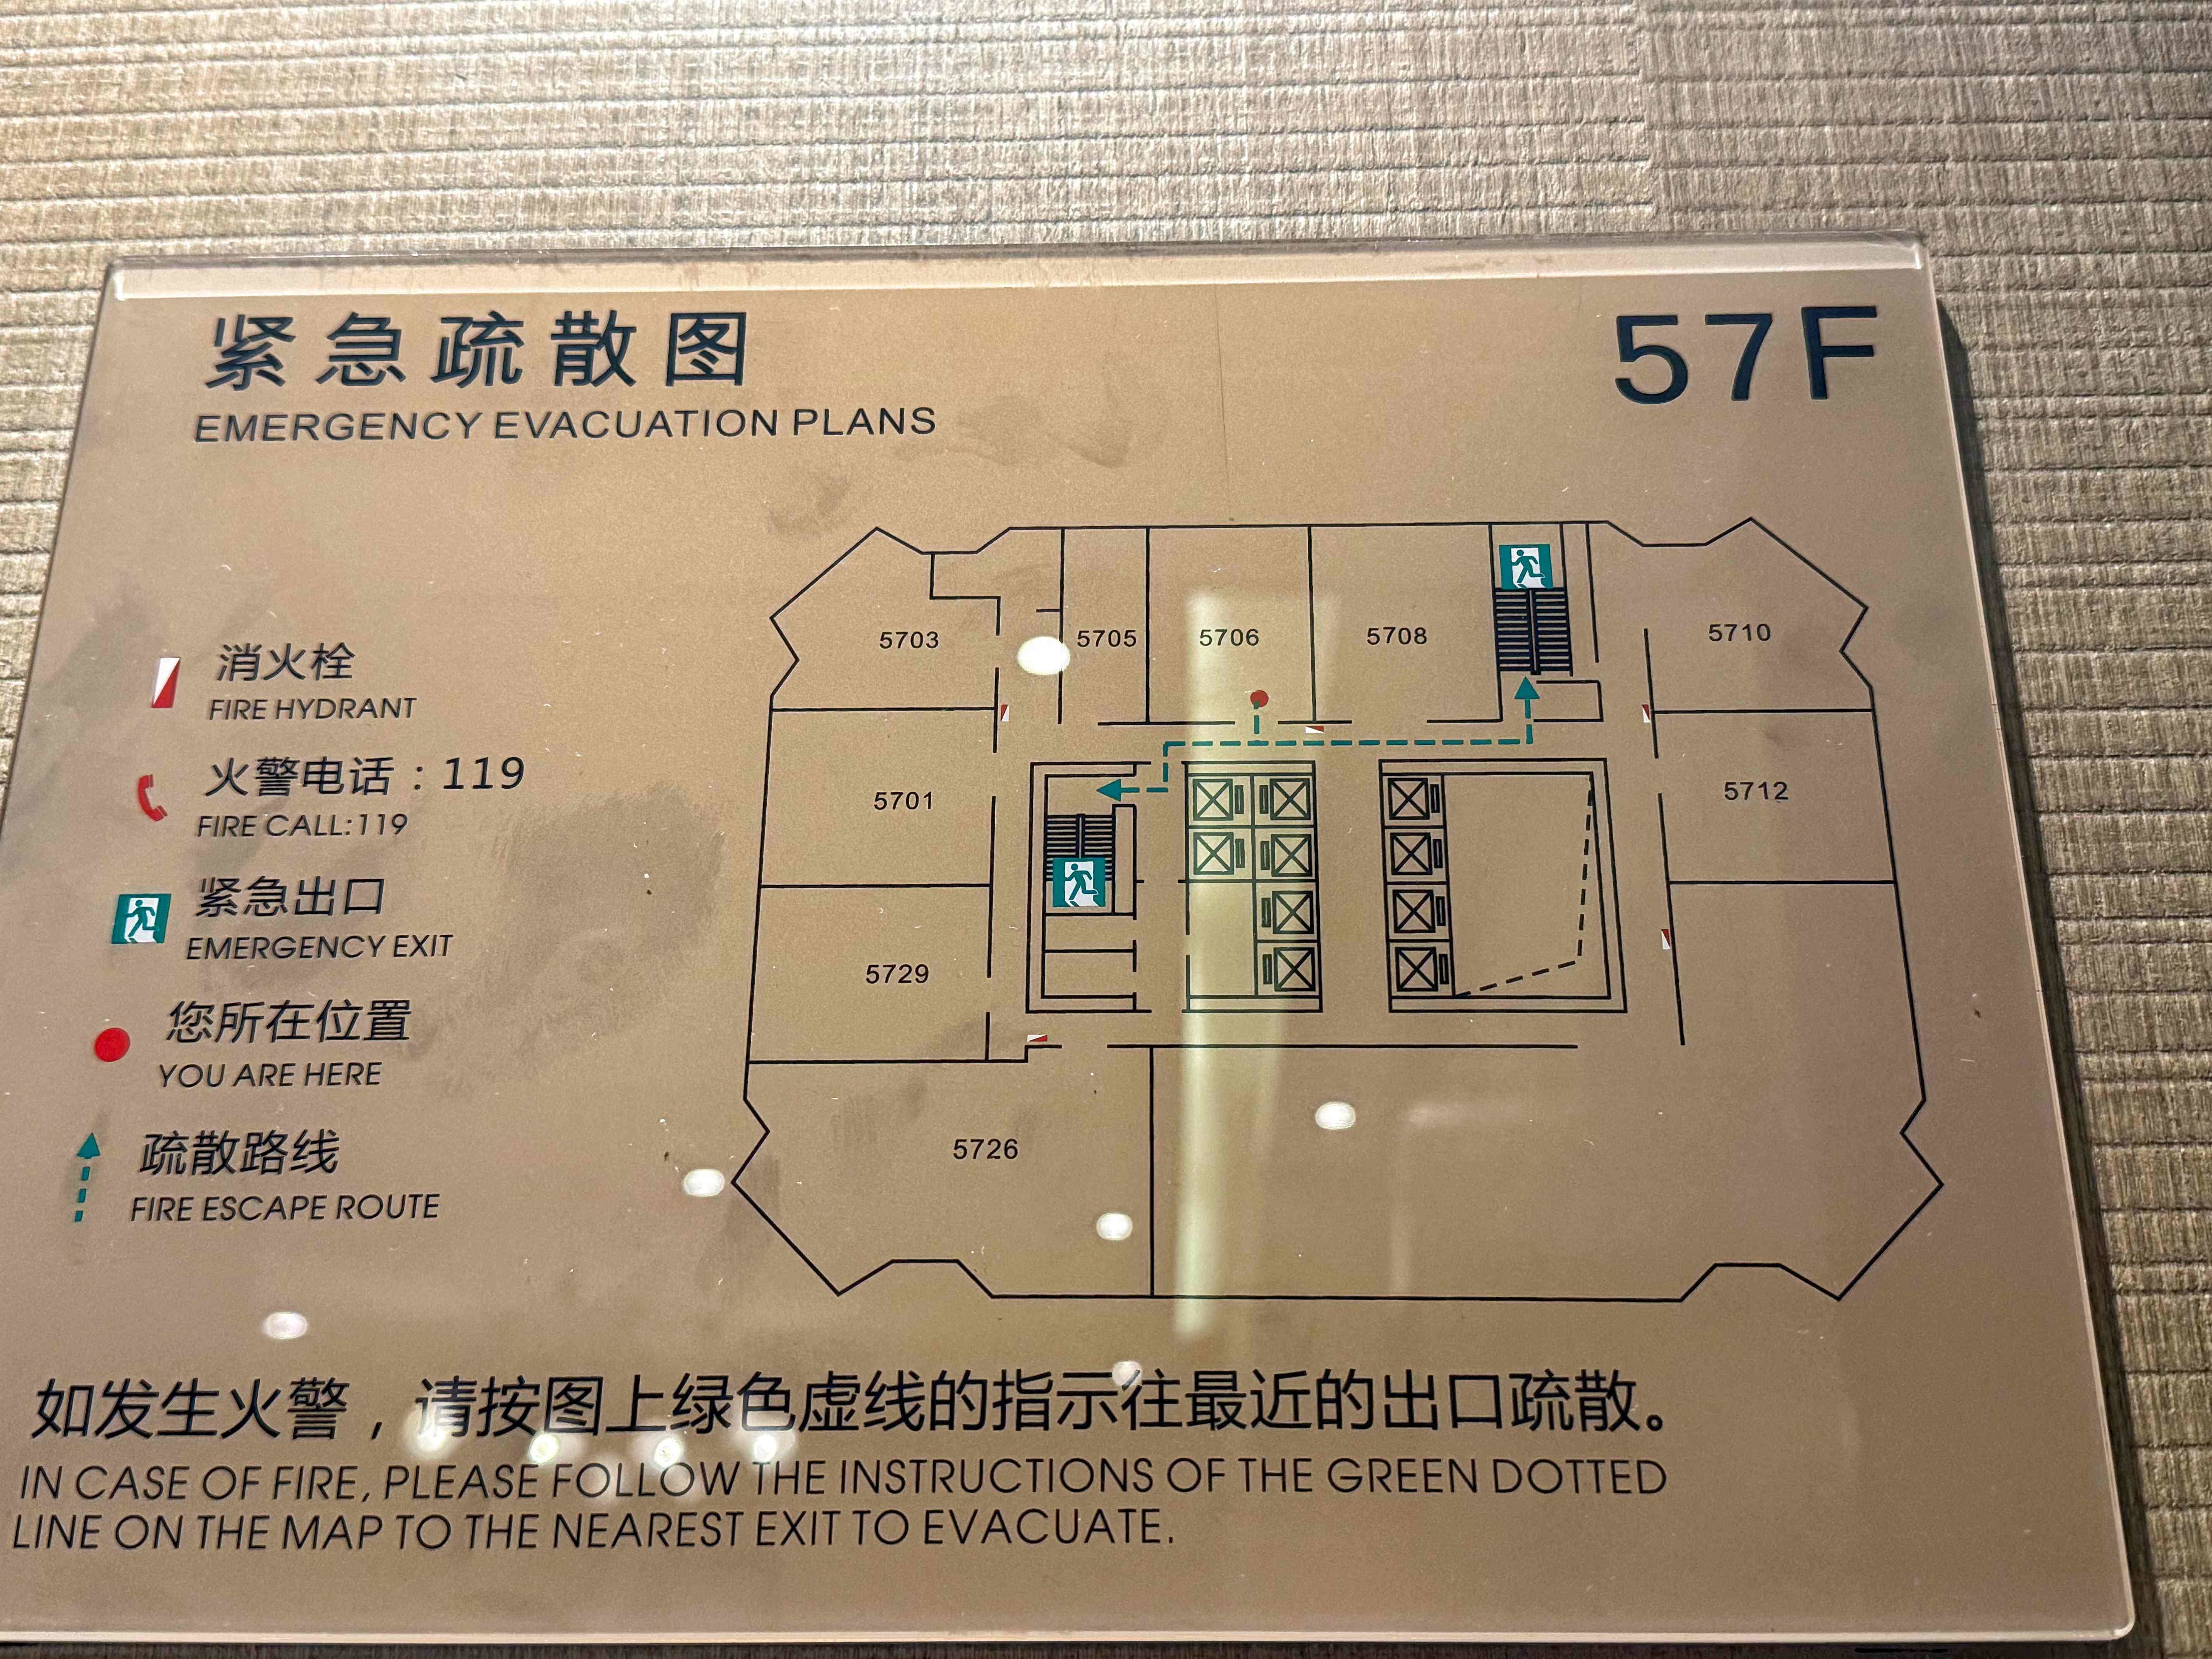 紧急疏散图
EMERGENCY EVACUATION PLANS
57F
消火栓
FIRE HYDRANT
火警电话：119
FIRE CALL:119
紧急出口
EMERGENCY EXIT
您所在位置
YOU ARE HERE
疏散路线
FIRE ESCAPE ROUTE
5703
5705
5706
5708
5710
5701
5712
5729
5726
如发生火警，请按图上绿色虚线的指示往最近的出口疏散。
IN CASE OF FIRE, PLEASE FOLLOW THE INSTRUCTIONS OF THE GREEN DOTTED
LINE ON THE MAP TO THE NEAREST EXIT TO EVACUATE.